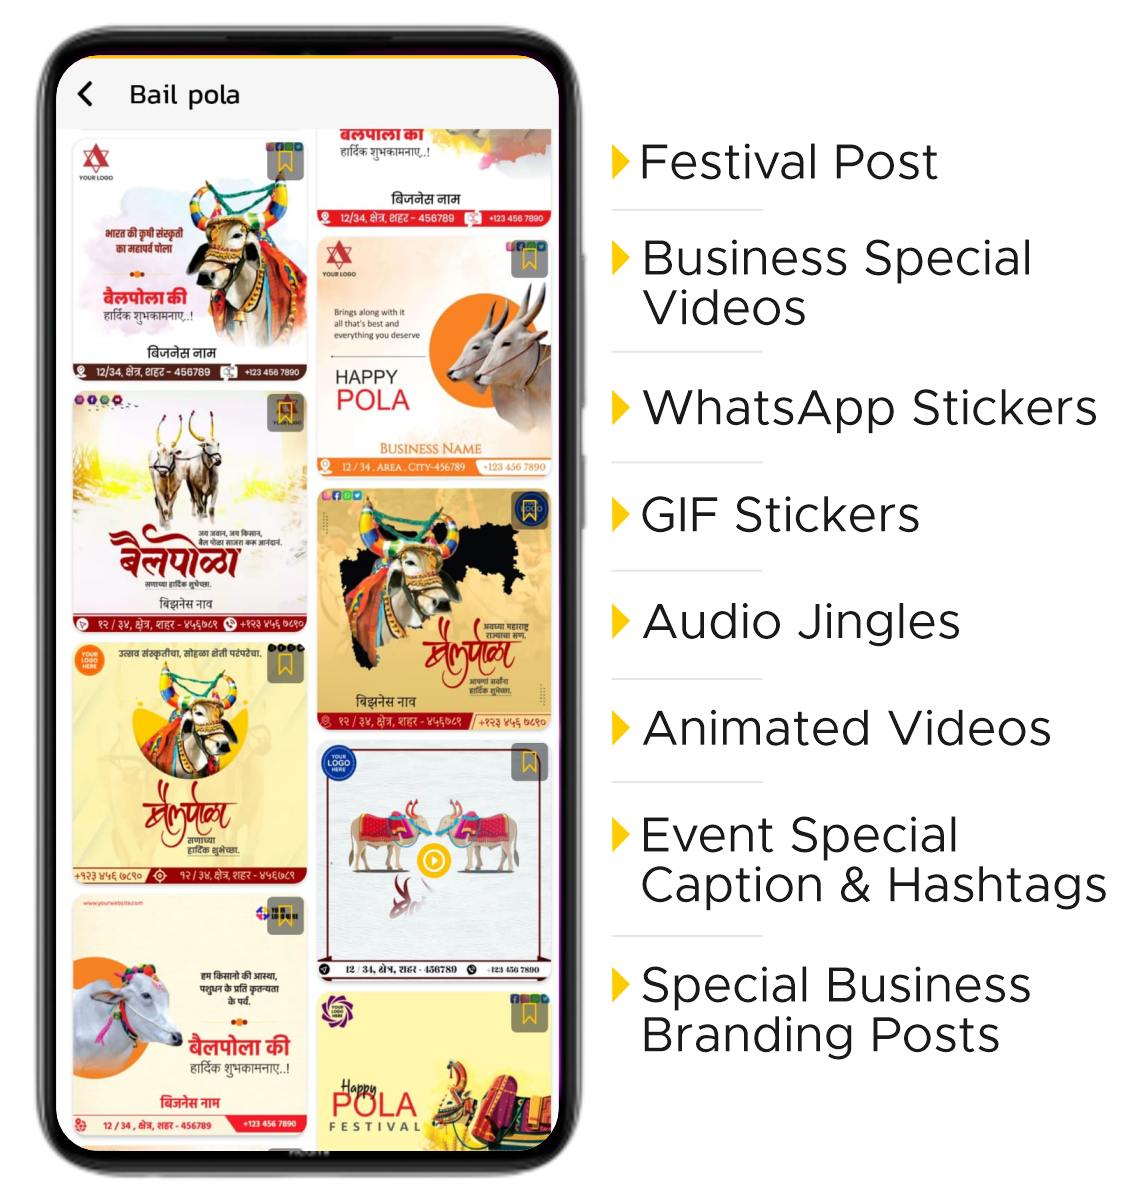 Bail pola
YOUR LOGO
भारत की कृषी संस्कृती
का महापर्व पोला
बैलपोला की
हार्दिक शुभकामनाए..!
बिजनेस नाम
12/34, क्षेत्र, शहर - 456789
+123 456 7890
जय जवान, जय किसान,
बैल पोळा साजरा करू आनंदानं.
बैलपोळा
सणाच्या हार्दिक शुभेच्छा.
बिझनेस नाव
१२ / ३४, क्षेत्र, शहर - ४५६७८९
+१२३ ४५६ ७८९०
YOUR
LOGO
HERE
उत्सव संस्कृतीचा, सोहळा शेती परंपरेचा.
बैलपोळा
सणाच्या
हार्दिक शुभेच्छा.
+१२३ ४५६ ७८९०
१२ / ३४, क्षेत्र, शहर - ४५६७८९
www.yourwebsite.com
हम किसानो की आस्था,
पशुधन के प्रति कृतन्यता
के पर्व.
बैलपोला की
हार्दिक शुभकामनाए..!
बिजनेस नाम
12 / 34 , क्षेत्र, शहर - 456789
+123 456 7890
बैलपोला का
हार्दिक शुभकामनाए..!
बिजनेस नाम
12/34, क्षेत्र, शहर - 456789
+123 456 7890
YOUR LOGO
Brings along with it
all that's best and
everything you deserve
HAPPY
POLA
BUSINESS NAME
12 / 34 , AREA , CITY-456789
+123 456 7890
LOGO
अवघ्या महाराष्ट्र
राज्याचा सण.
बैलपोळा
आपणां सर्वांना
हार्दिक शुभेच्छा.
बिझनेस नाव
१२ / ३४, क्षेत्र, शहर - ४५६७८९
+१२३ ४५६ ७८९०
YOUR
LOGO
HERE
12 / 34, क्षेत्र, शहर - 456789
+123 456 7890
YOUR
LOGO
HERE
Happy
POLA
FESTIVAL
Festival Post
Business Special
Videos
WhatsApp Stickers
GIF Stickers
Audio Jingles
Animated Videos
Event Special
Caption & Hashtags
Special Business
Branding Posts